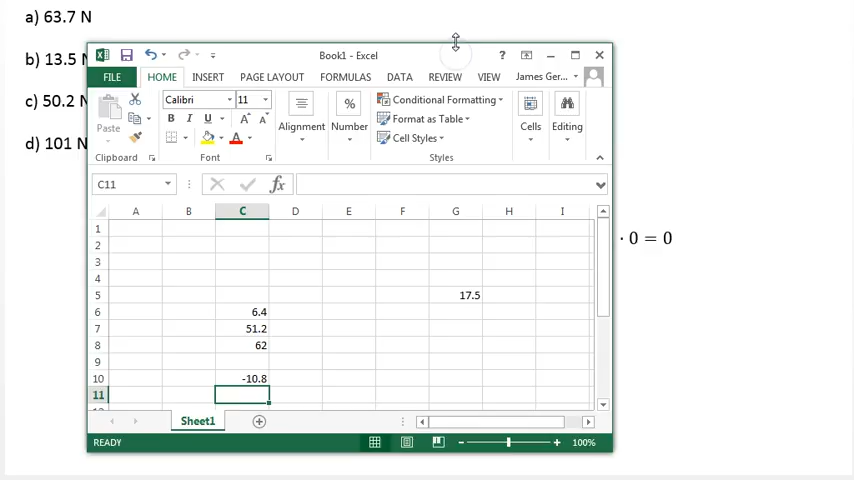 a) 63.7 N
b) 13.5 N
c) 50.2 N
d) 101 N
· 0 = 0
Book1 - Excel
?
FILE HOME INSERT PAGE LAYOUT FORMULAS DATA REVIEW VIEW James Ger...
Calibri 11 A A
B I U A
Paste
Alignment
%
Number
Conditional Formatting
Format as Table
Cell Styles
Cells
Editing
Clipboard Font Styles
C11 fx
A B C D E F G H I
1
2
3
4
5 17.5
6 6.4
7 51.2
8 62
9
10 -10.8
11
Sheet1
READY 100%